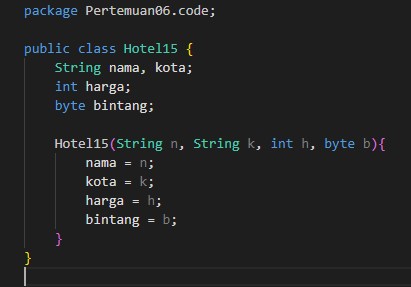 package Pertemuan06.code;
public class Hotel15 {
String nama, kota;
int harga;
byte bintang;
Hotel15(String n, String k, int h, byte b){
nama = n;
kota = k;
harga = h;
bintang = b;
}
}